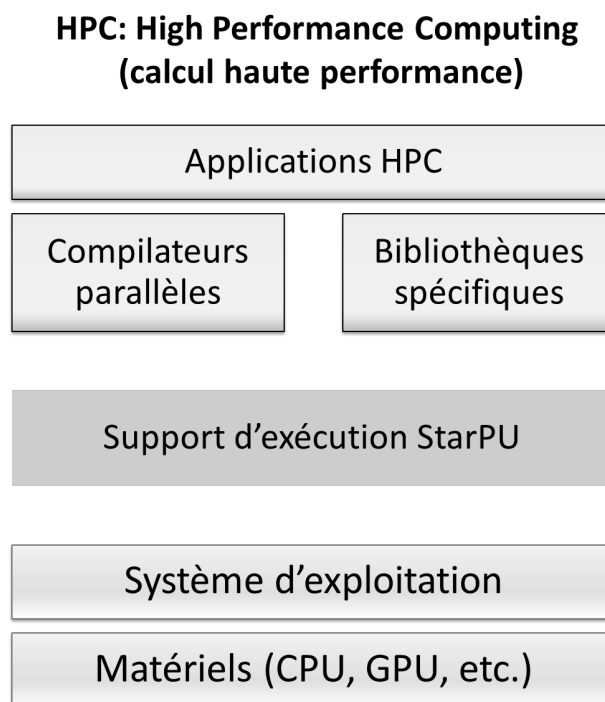 HPC: High Performance Computing
(calcul haute performance)
Applications HPC
Compilateurs
parallèles
Bibliothèques
spécifiques
Support d’exécution StarPU
Système d’exploitation
Matériels (CPU, GPU, etc.)